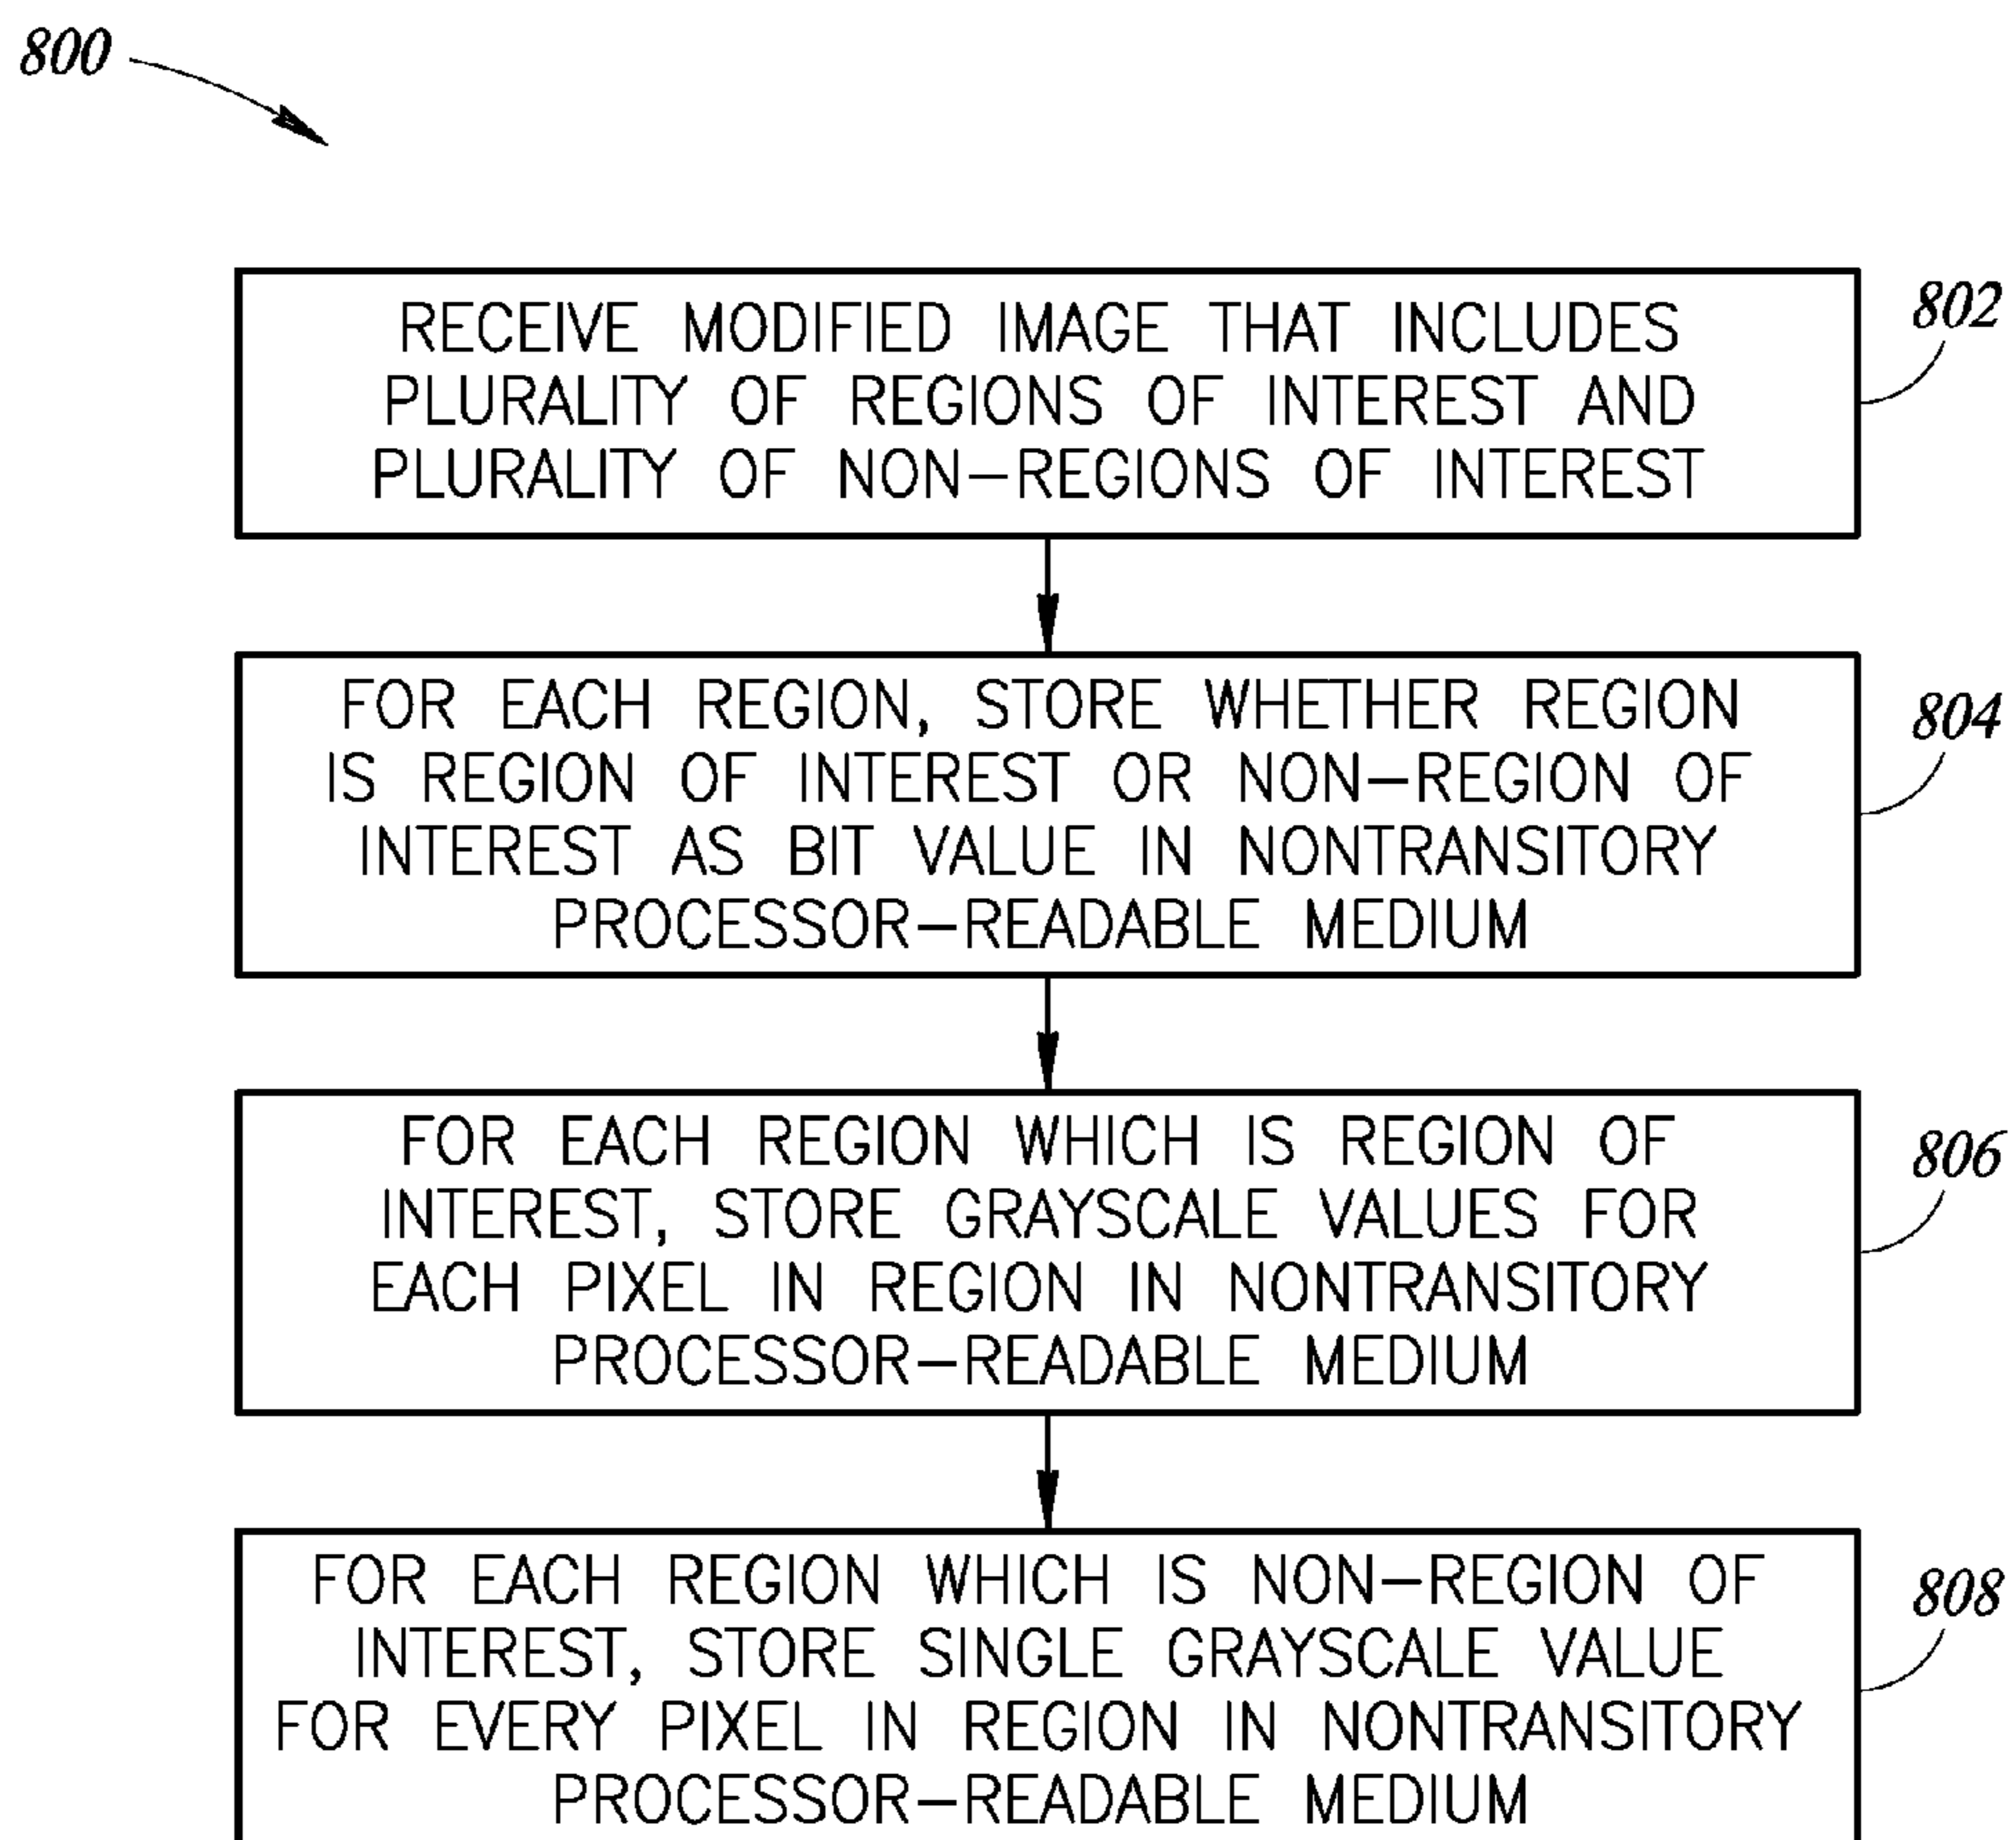 800
RECEIVE MODIFIED IMAGE THAT INCLUDES
PLURALITY OF REGIONS OF INTEREST AND
PLURALITY OF NON–REGIONS OF INTEREST
802
FOR EACH REGION, STORE WHETHER REGION
IS REGION OF INTEREST OR NON–REGION OF
INTEREST AS BIT VALUE IN NONTRANSITORY
PROCESSOR–READABLE MEDIUM
804
FOR EACH REGION WHICH IS REGION OF
INTEREST, STORE GRAYSCALE VALUES FOR
EACH PIXEL IN REGION IN NONTRANSITORY
PROCESSOR–READABLE MEDIUM
806
FOR EACH REGION WHICH IS NON–REGION OF
INTEREST, STORE SINGLE GRAYSCALE VALUE
FOR EVERY PIXEL IN REGION IN NONTRANSITORY
PROCESSOR–READABLE MEDIUM
808